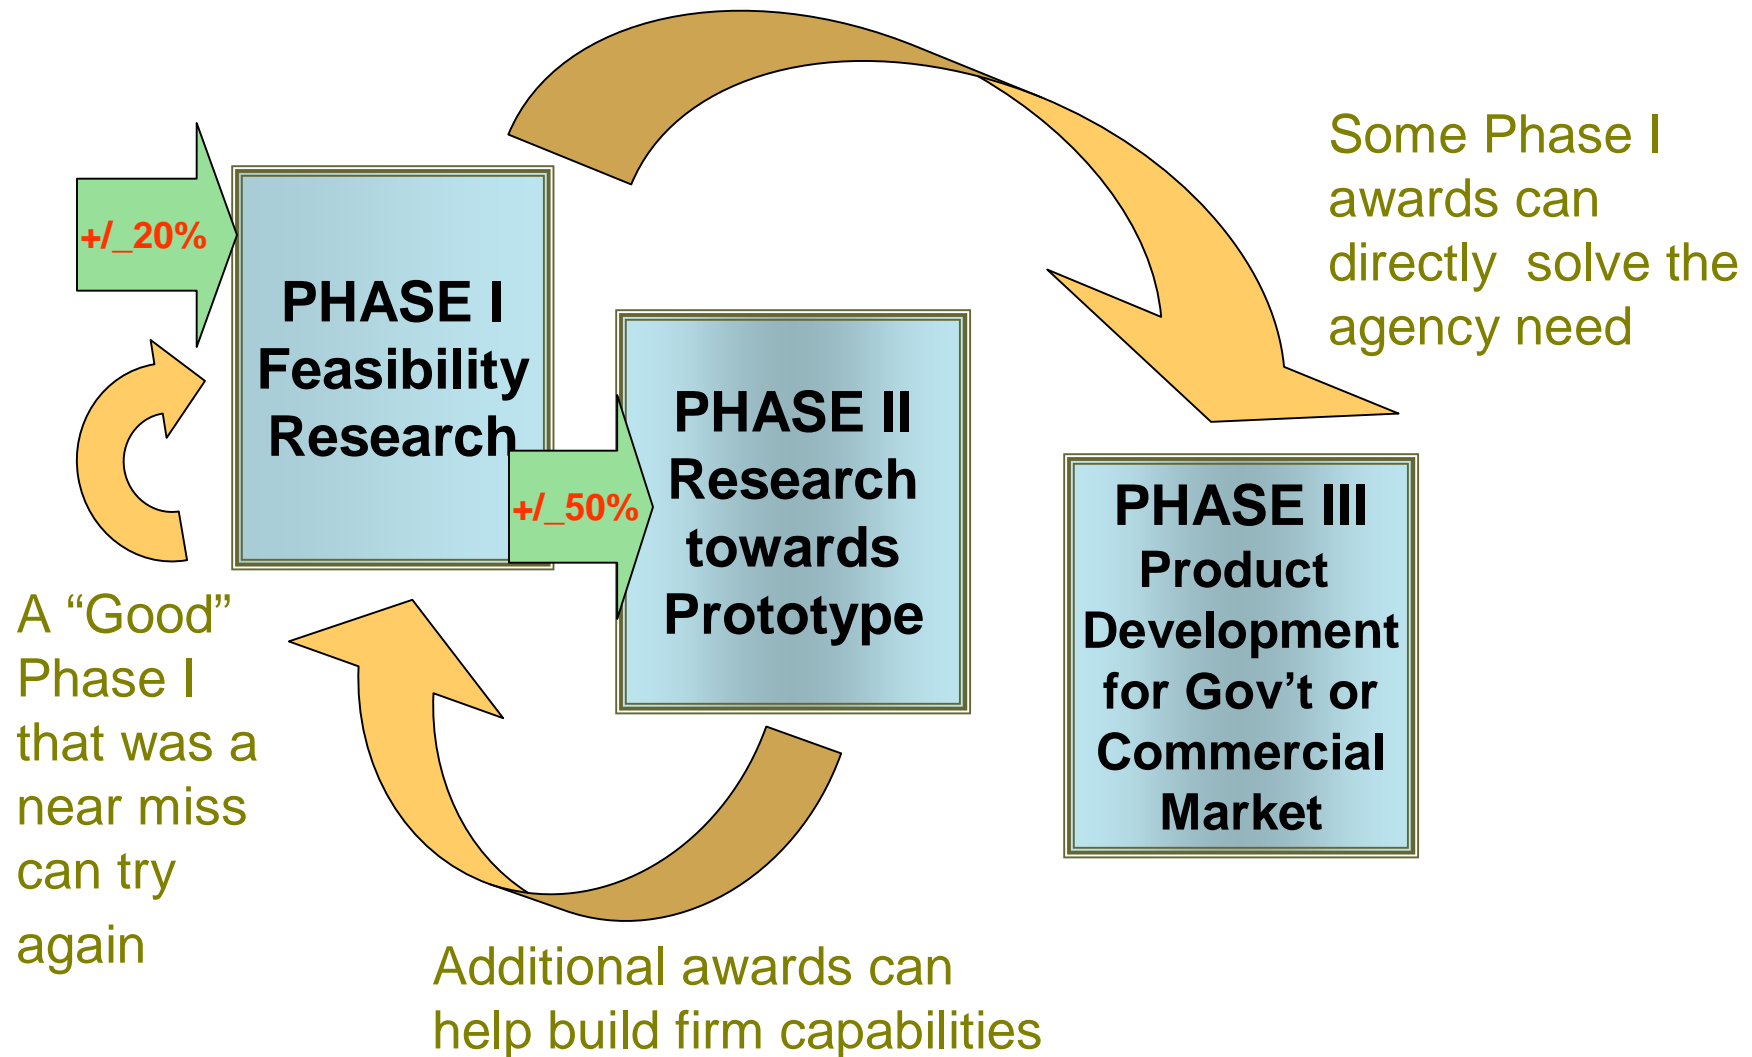 +/_20%
PHASE I
Feasibility
Research
+/_50%
PHASE II
Research
towards
Prototype
PHASE III
Product
Development
for Gov’t or
Commercial
Market
Some Phase I
awards can
directly  solve the
agency need
A “Good”
Phase I
that was a
near miss
can try
again
Additional awards can
help build firm capabilities